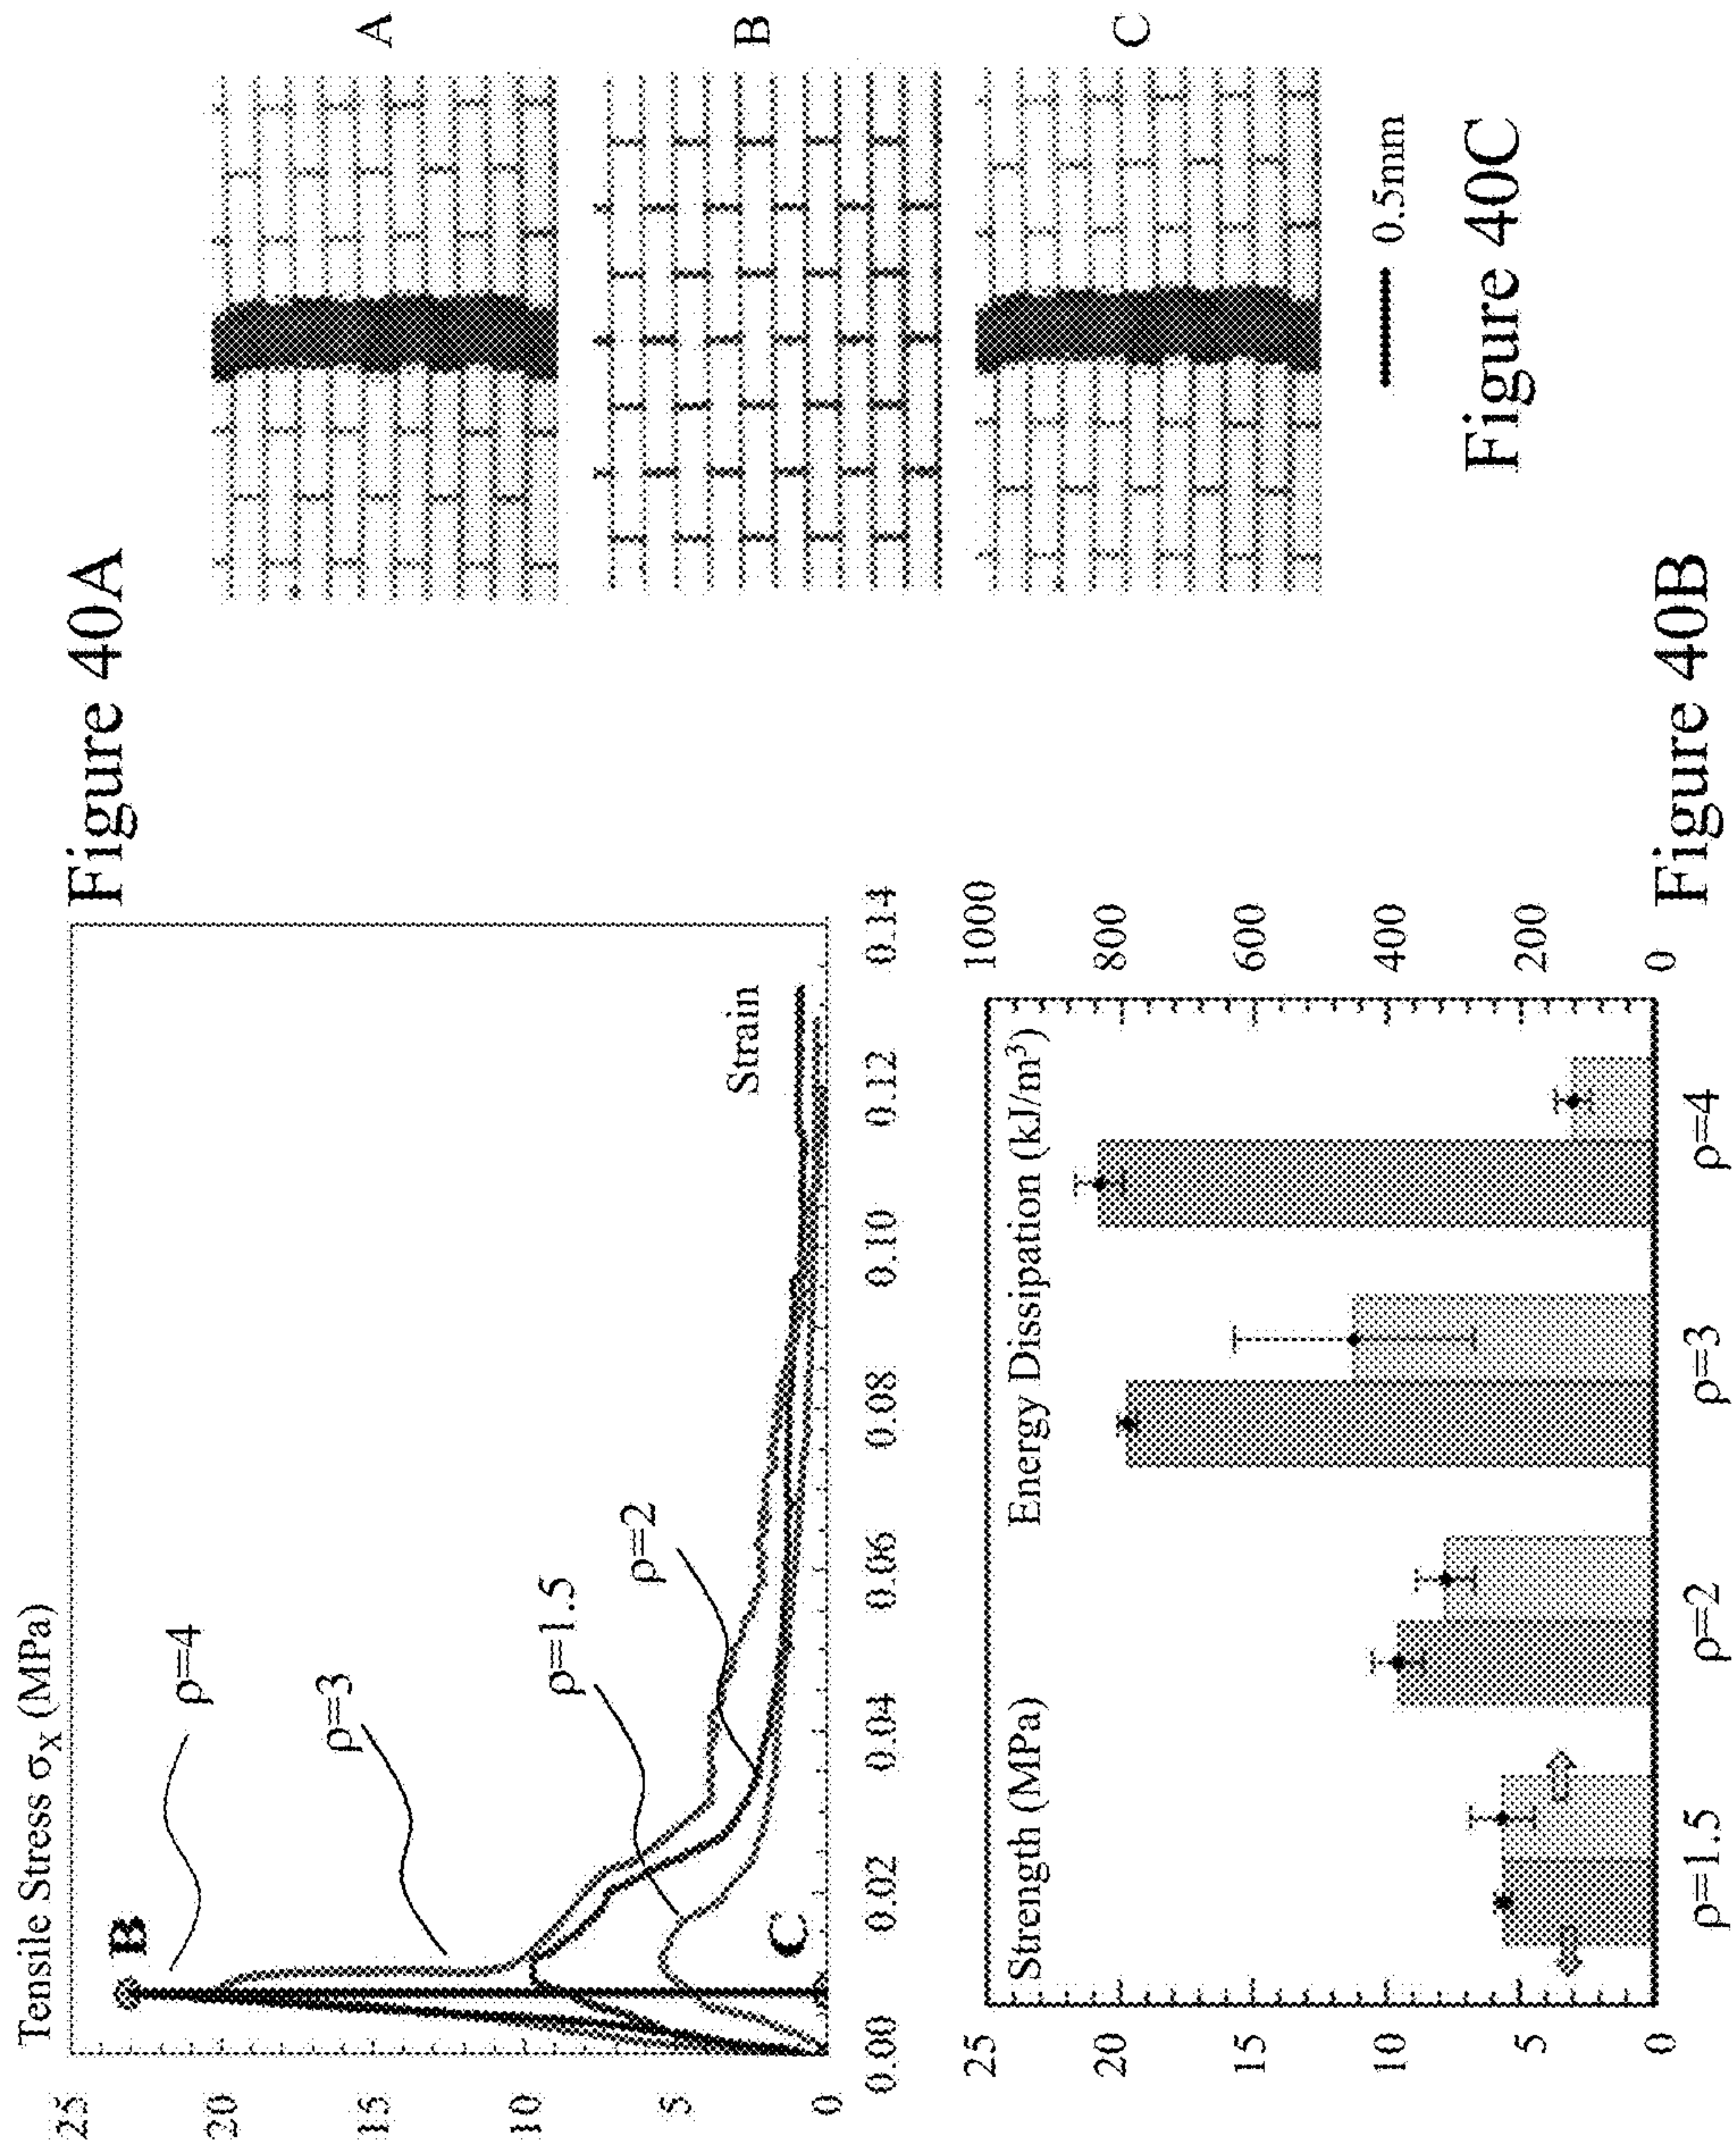 Figure 40A
Tensile Stress σX (MPa)
25
20
15
10
5
0
B
ρ=4
ρ=3
ρ=1.5
ρ=2
C
Strain
0.00
0.02
0.04
0.06
0.08
0.10
0.12
0.14
Strength (MPa)
Energy Dissipation (kJ/m³)
25
20
15
10
5
0
1000
800
600
400
200
0
ρ=1.5
ρ=2
ρ=3
ρ=4
Figure 40B
A
B
C
0.5mm
Figure 40C